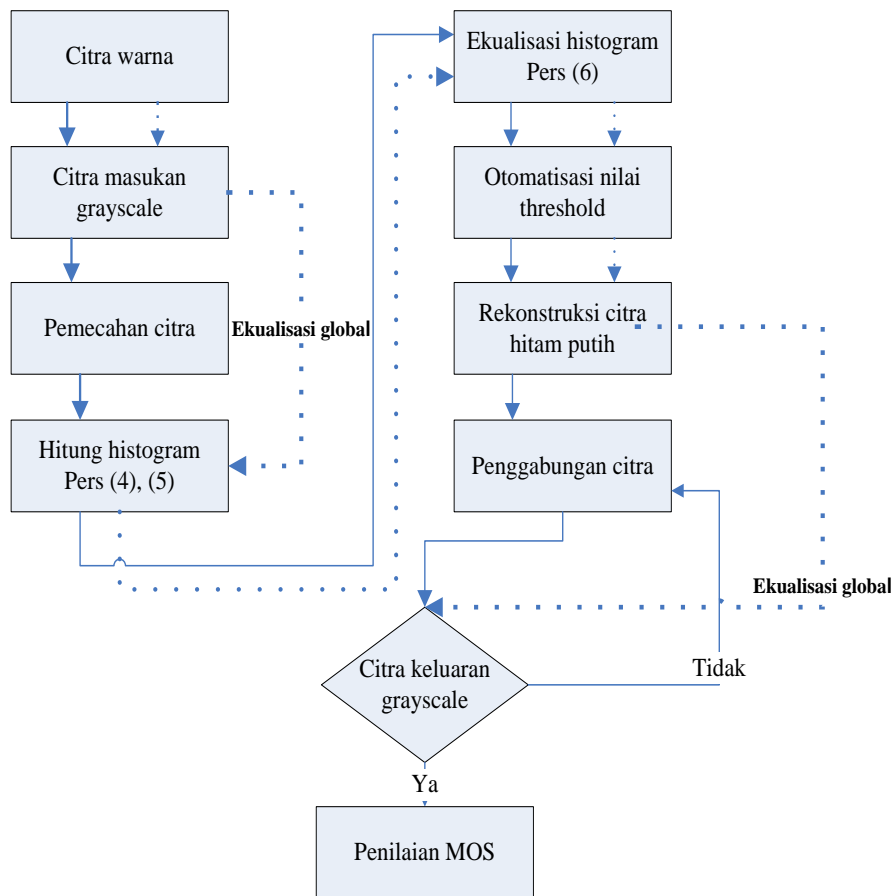 Citra warna
Citra masukan
grayscale
Pemecahan citra
Ekualisasi global
Hitung histogram
Pers (4), (5)
Ekualisasi histogram
Pers (6)
Otomatisasi nilai
threshold
Rekonstruksi citra
hitam putih
Penggabungan citra
Ekualisasi global
Citra keluaran
grayscale
Tidak
Ya
Penilaian MOS